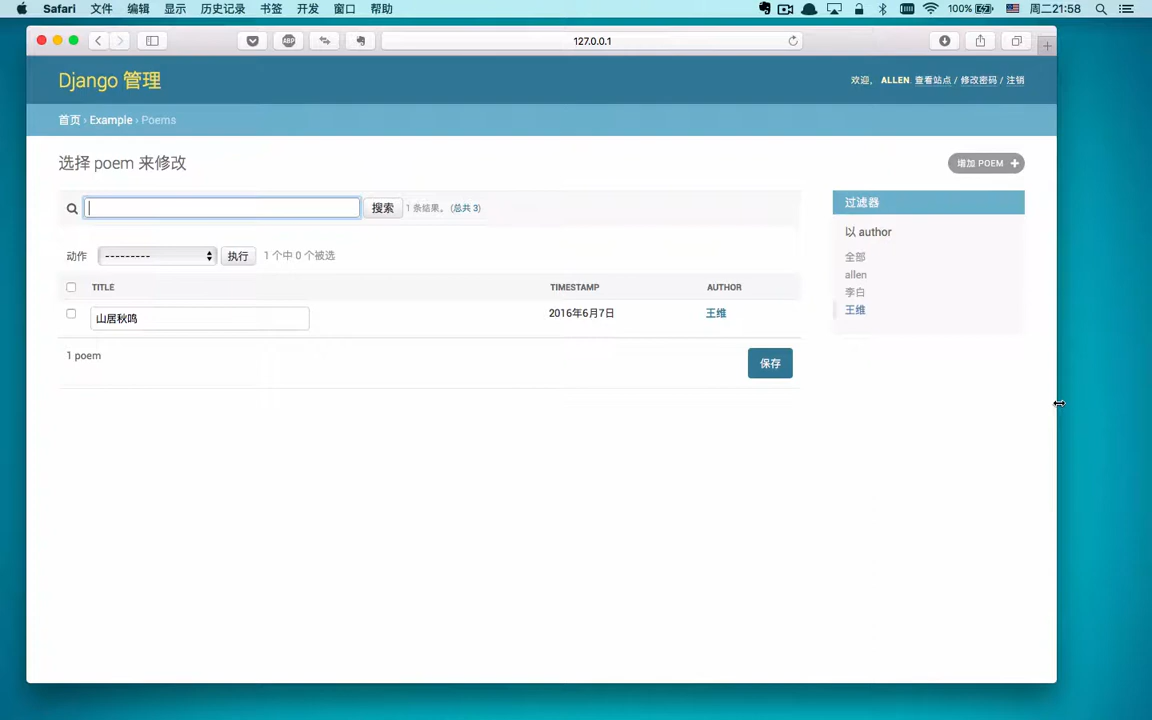 Safari 文件 编辑 显示 历史记录 书签 开发 窗口 帮助 100% 周二21:58
ABP 127.0.0.1
Django 管理
欢迎， ALLEN. 查看站点 / 修改密码 / 注销
首页 › Example › Poems
选择 poem 来修改
增加 POEM +
搜索 1 条结果。 (总共 3)
动作 --------- 执行 1 个中 0 个被选
TITLE TIMESTAMP AUTHOR
山居秋鸣 2016年6月7日 王维
1 poem
保存
过滤器
以 author
全部
allen
李白
王维